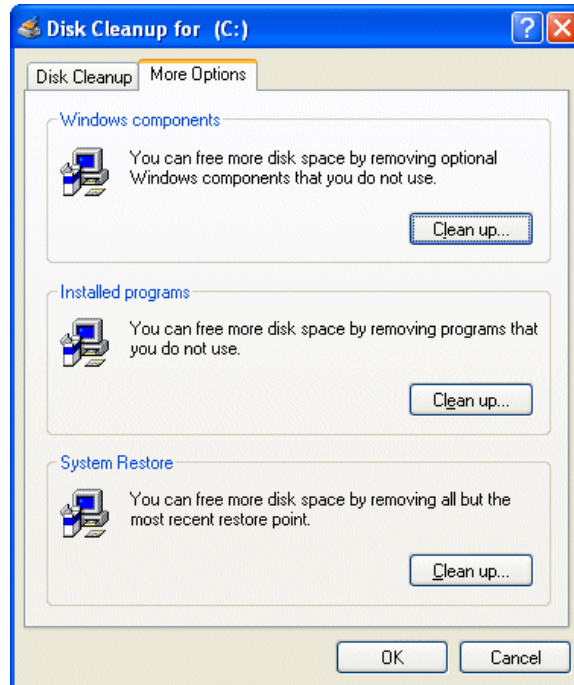 Disk Cleanup for (C:)
Disk Cleanup
More Options
Windows components
You can free more disk space by removing optional
Windows components that you do not use.
Clean up...
Installed programs
You can free more disk space by removing programs that
you do not use.
Clean up...
System Restore
You can free more disk space by removing all but the
most recent restore point.
Clean up...
OK
Cancel